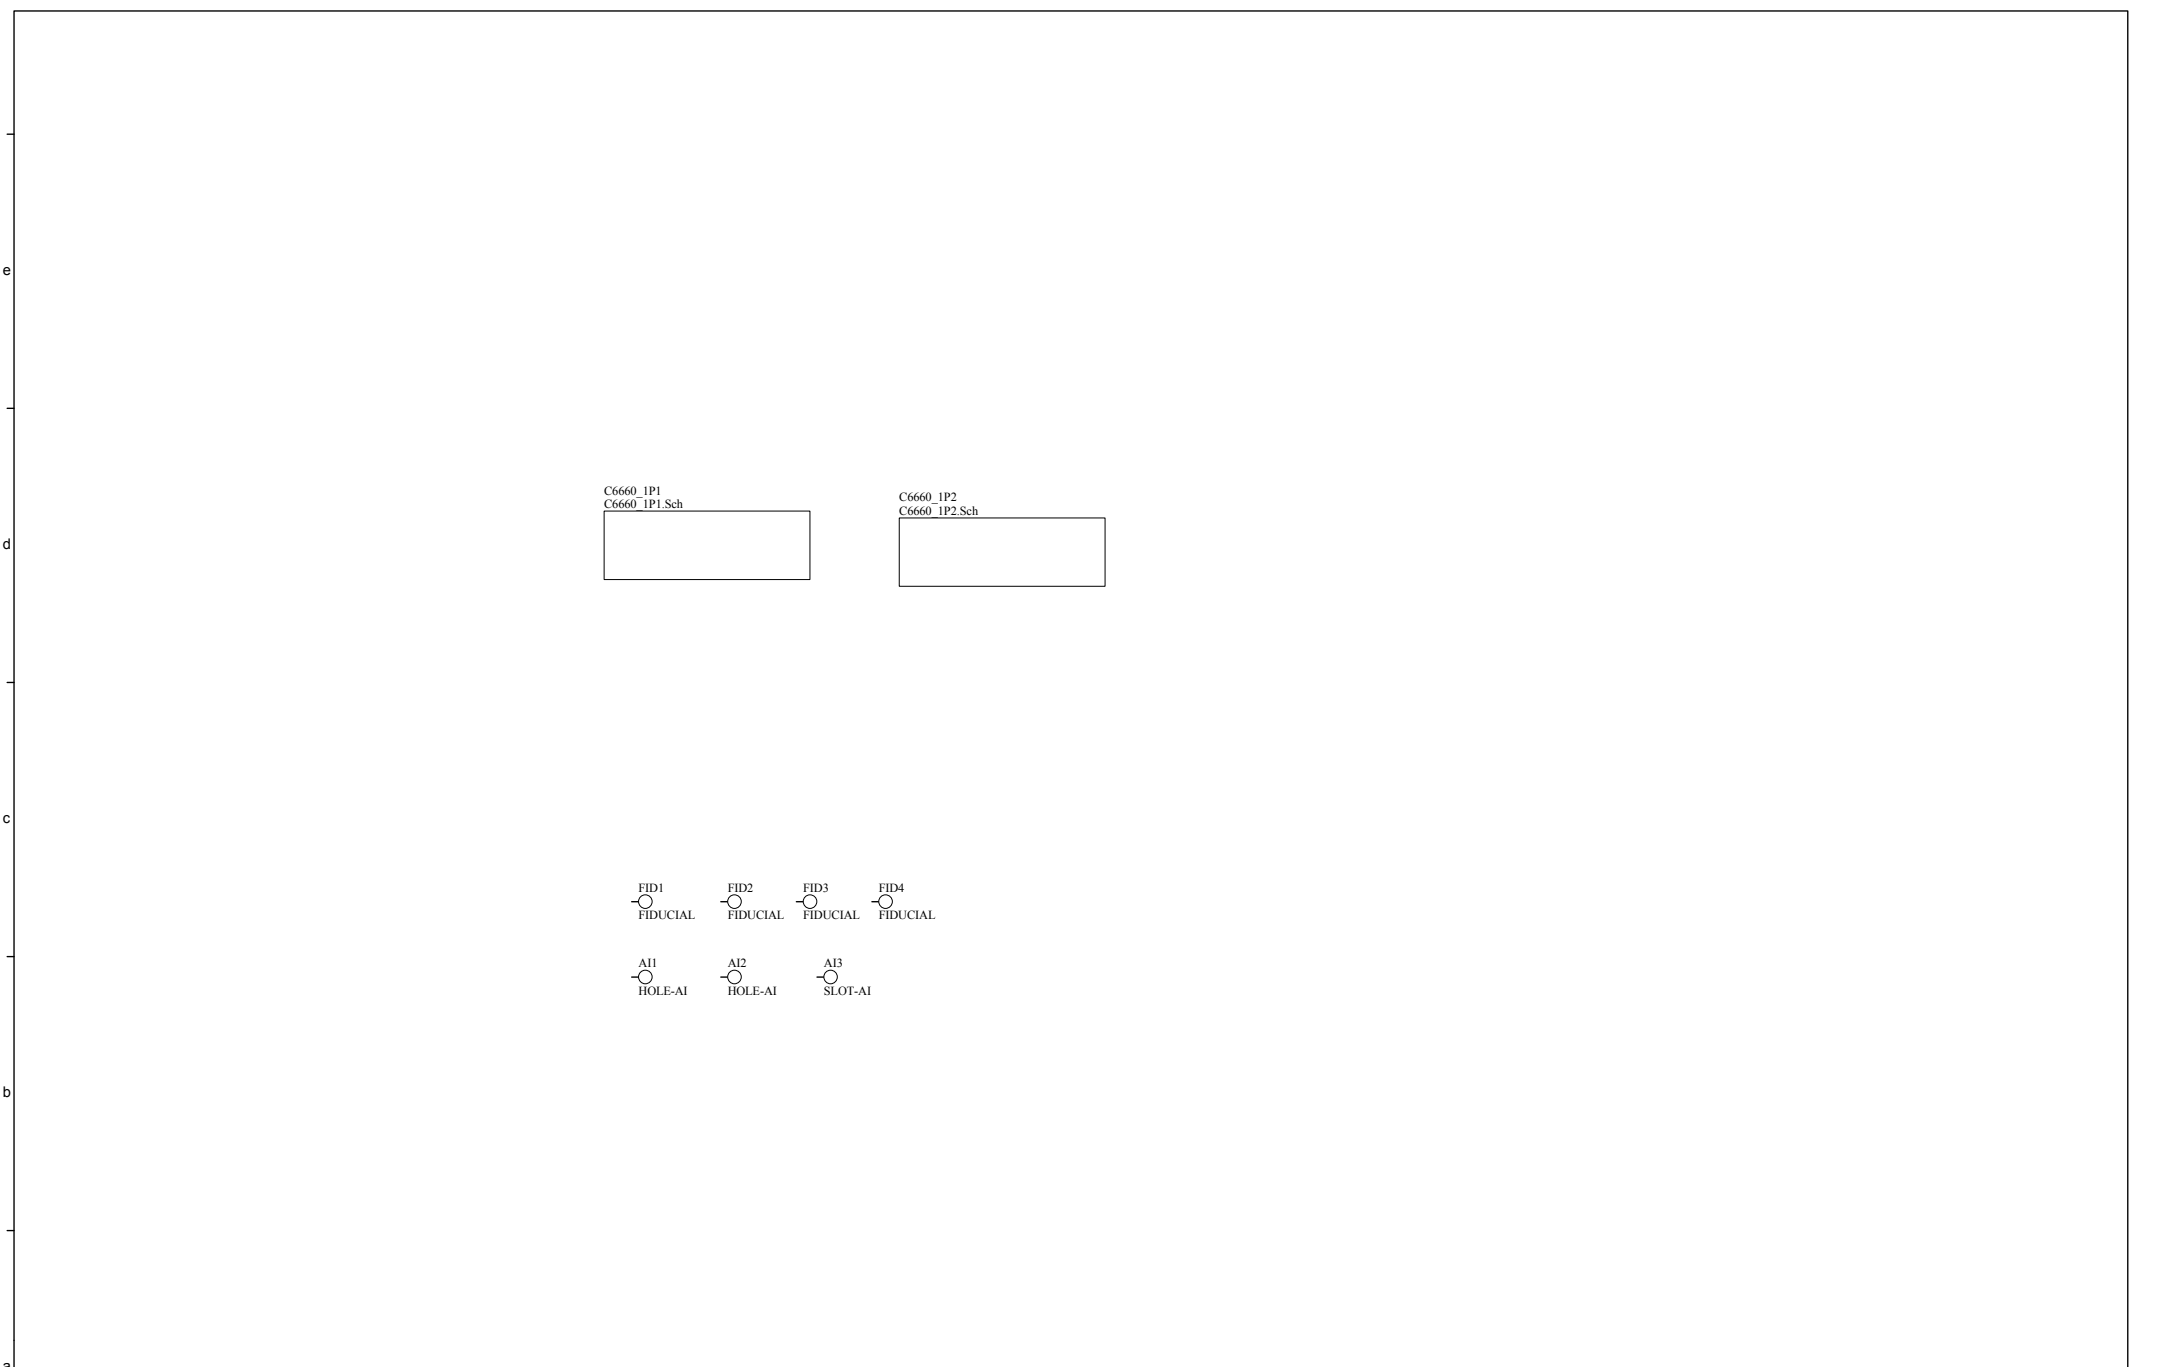 e
C6660_1P1
C6660_1P1.Sch
C6660_1P2
C6660_1P2.Sch
d
c
FID1 FID2 FID3 FID4
FIDUCIAL FIDUCIAL FIDUCIAL FIDUCIAL
AI1 AI2 AI3
HOLE-AI HOLE-AI SLOT-AI
b
a